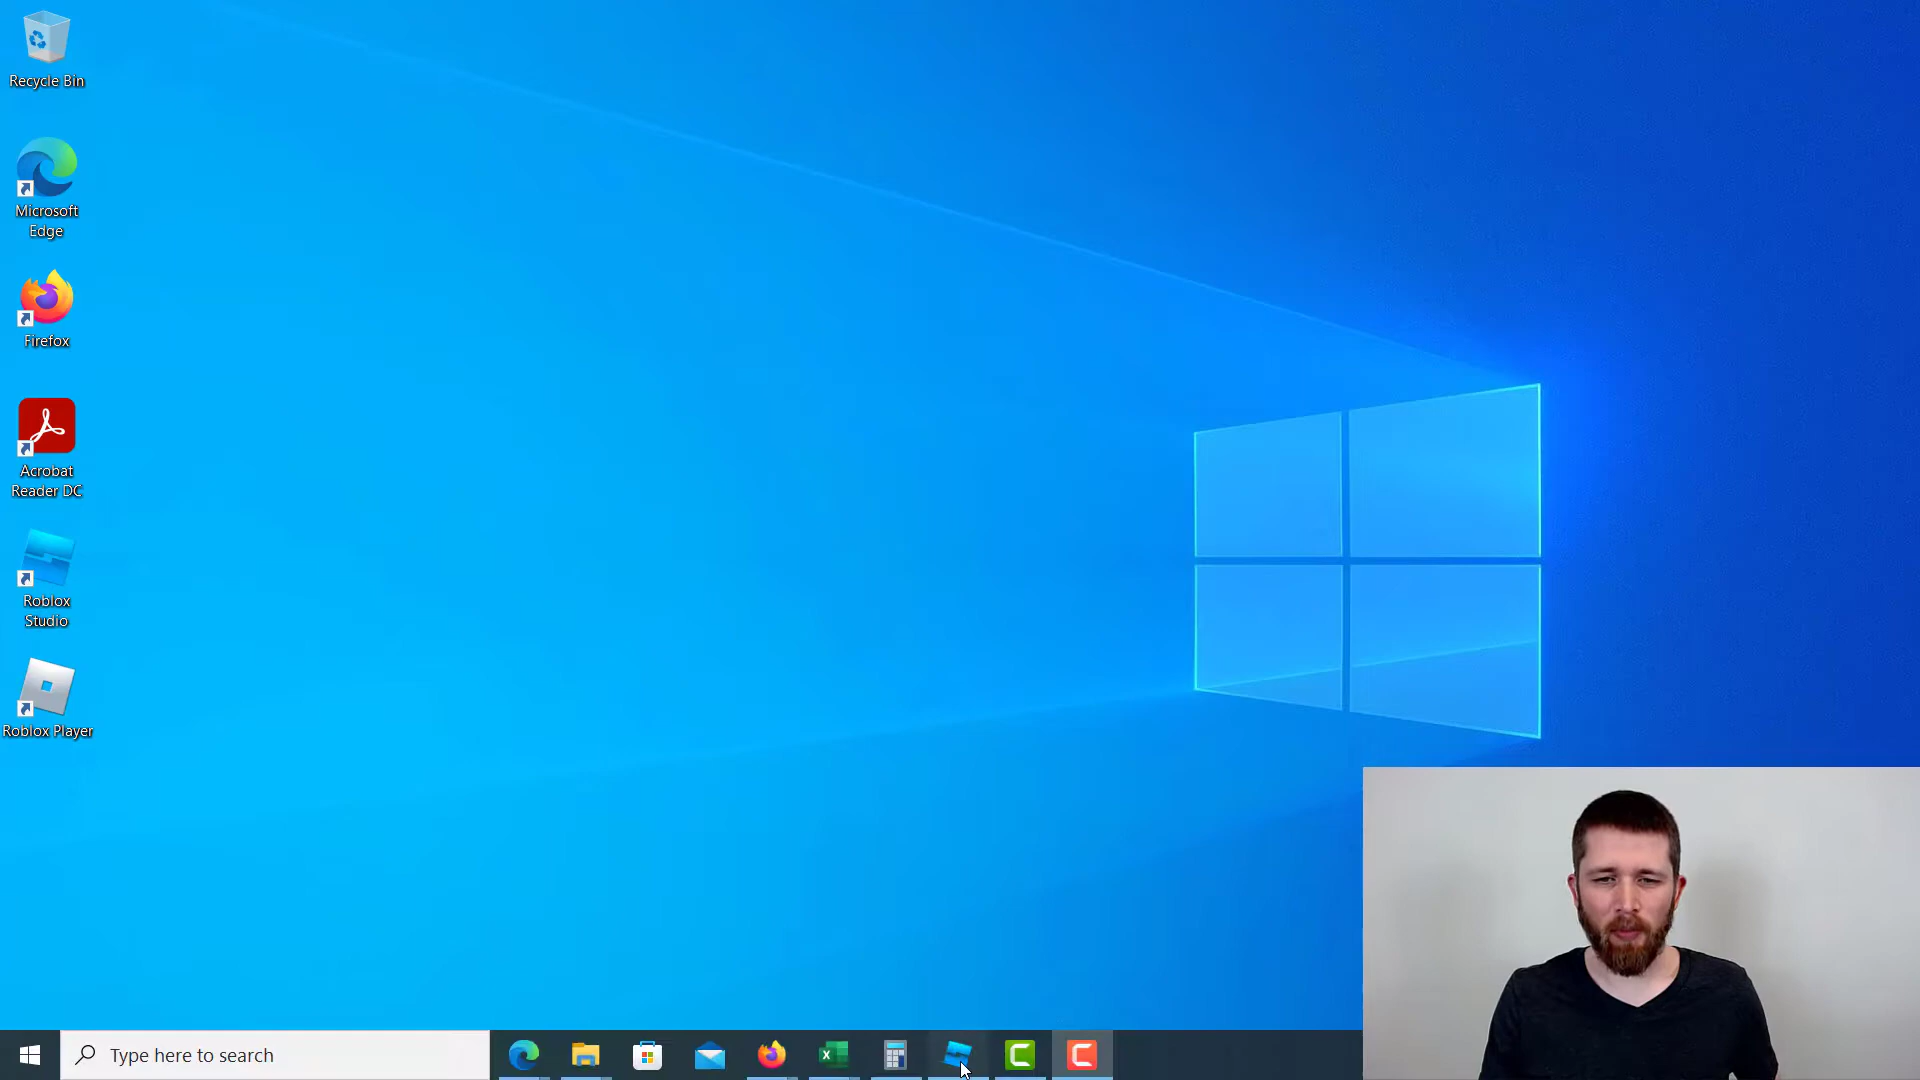 Recycle Bin
Microsoft
Edge
Firefox
Acrobat
Reader DC
Roblox
Studio
Roblox Player
Type here to search